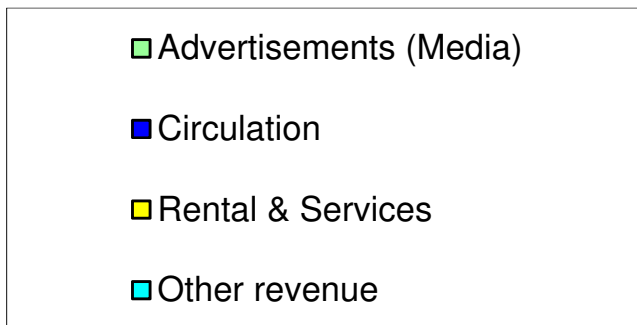 Advertisements (Media)
Circulation
Rental & Services
Other revenue